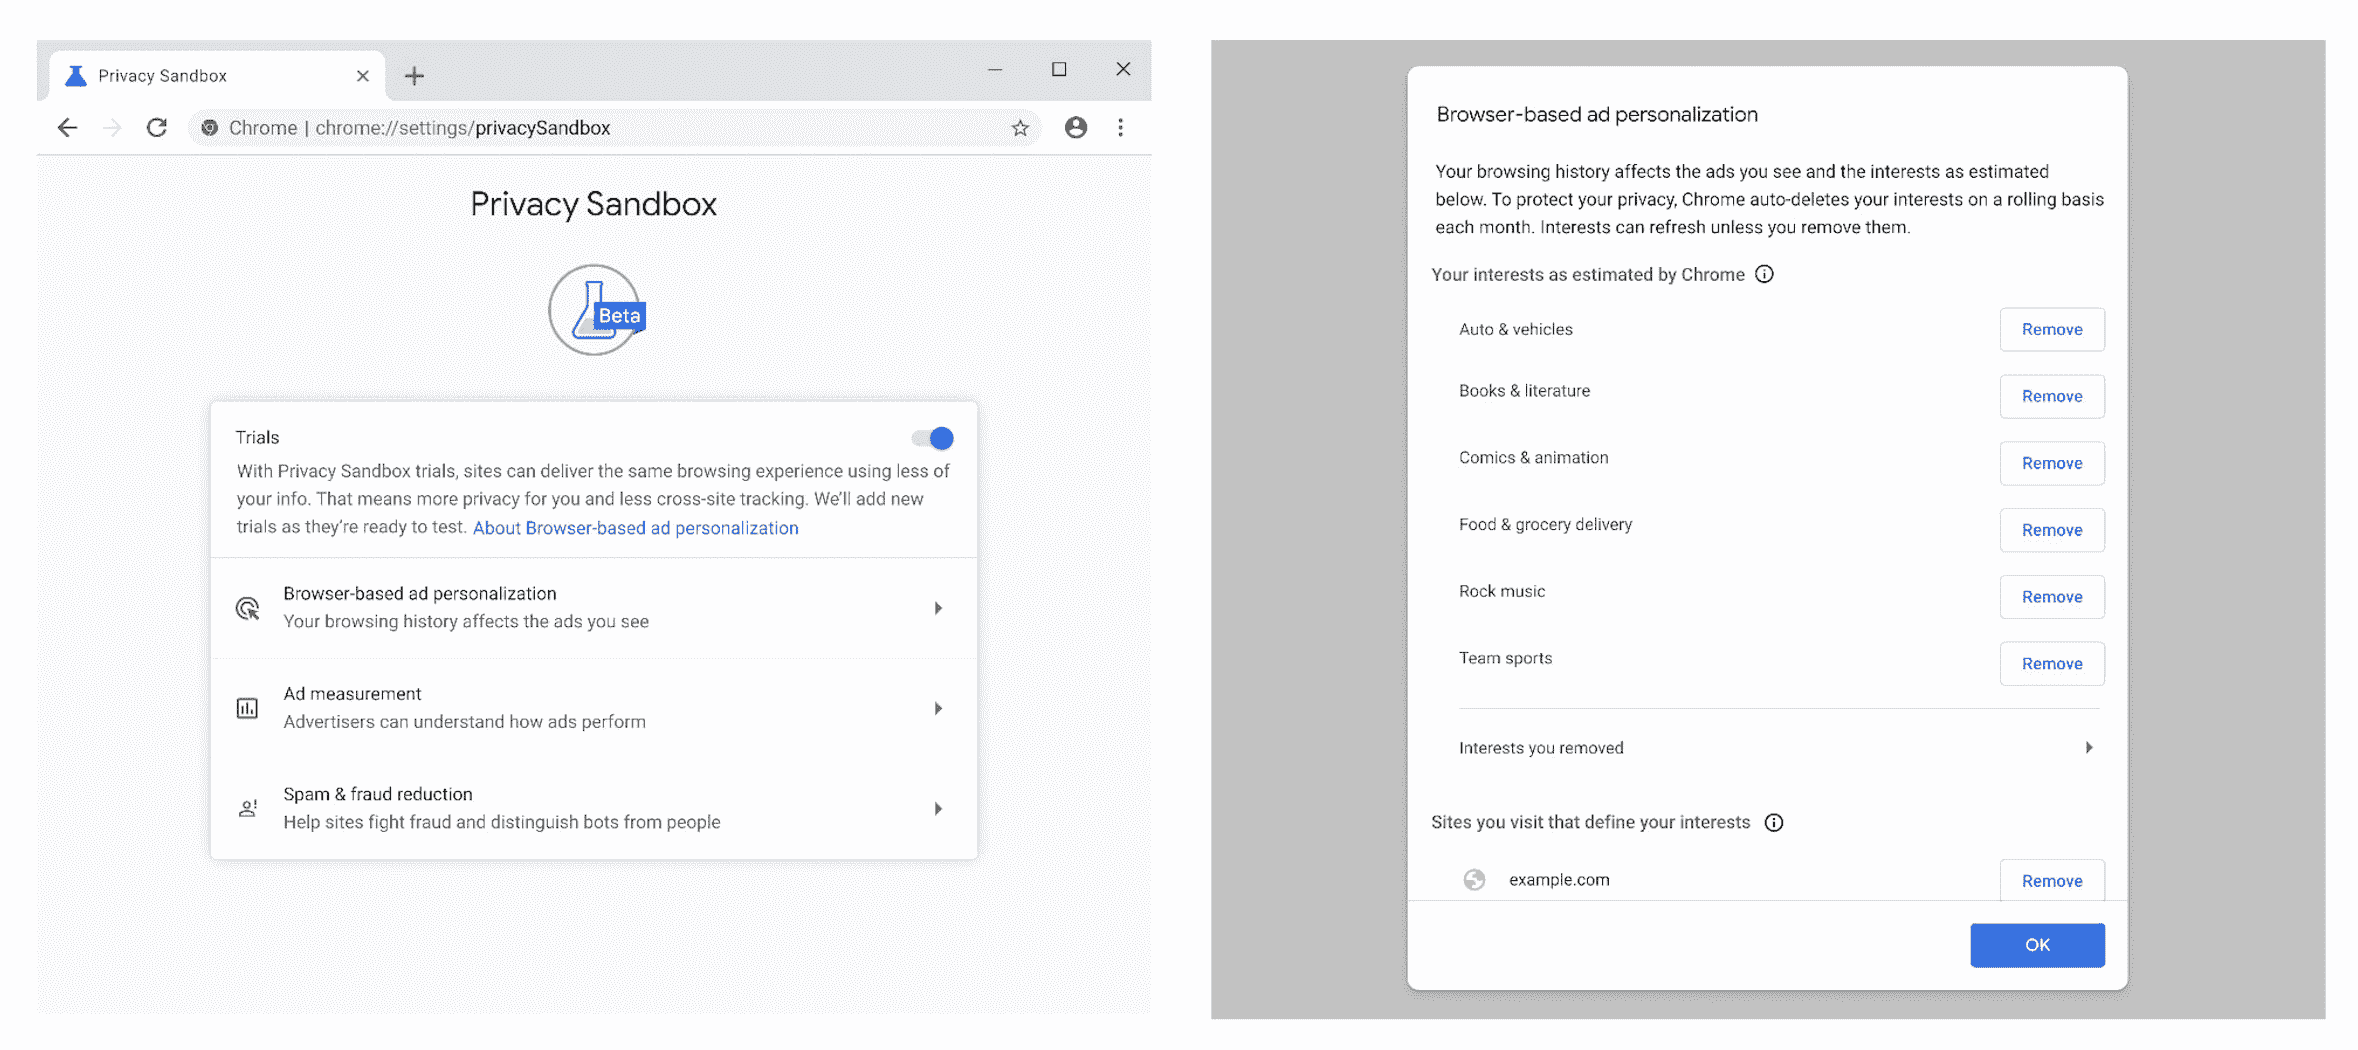 Privacy Sandbox
Chrome | chrome://settings/privacySandbox
Privacy Sandbox
Beta
Trials
With Privacy Sandbox trials, sites can deliver the same browsing experience using less of
your info. That means more privacy for you and less cross-site tracking. We'll add new
trials as they're ready to test. About Browser-based ad personalization
Browser-based ad personalization
Your browsing history affects the ads you see
Ad measurement
Advertisers can understand how ads perform
Spam & fraud reduction
Help sites fight fraud and distinguish bots from people
Browser-based ad personalization
Your browsing history affects the ads you see and the interests as estimated
below. To protect your privacy, Chrome auto-deletes your interests on a rolling basis
each month. Interests can refresh unless you remove them.
Your interests as estimated by Chrome
Auto & vehicles Remove
Books & literature Remove
Comics & animation Remove
Food & grocery delivery Remove
Rock music Remove
Team sports Remove
Interests you removed
Sites you visit that define your interests
example.com Remove
OK